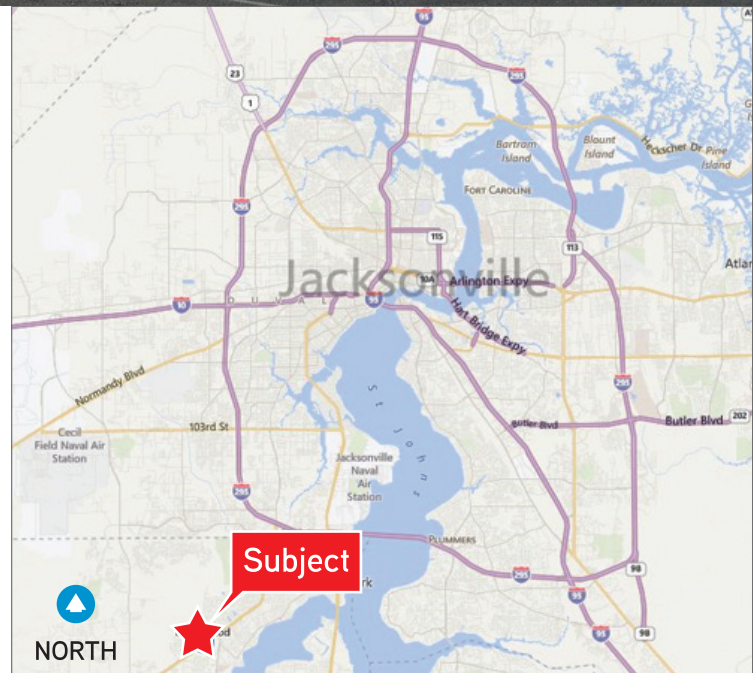 95
295
295
23
1
Bartram
Island
Blount
Island
Heckscher Dr
Pine
Island
FORT CAROLINE
295
115
113
Jacksonville
10A
Arlington Expy
Atlan
10
DUVAL
95
Hart Bridge Expy
Normandy Blvd
295
St Johns
Butler Blvd
Butler Blvd
202
103rd St
Cecil
Field Naval Air
Station
Jacksonville
Naval
Air
Station
295
PLUMMERS
Subject
295
98
rk
95
NORTH
od
95
98